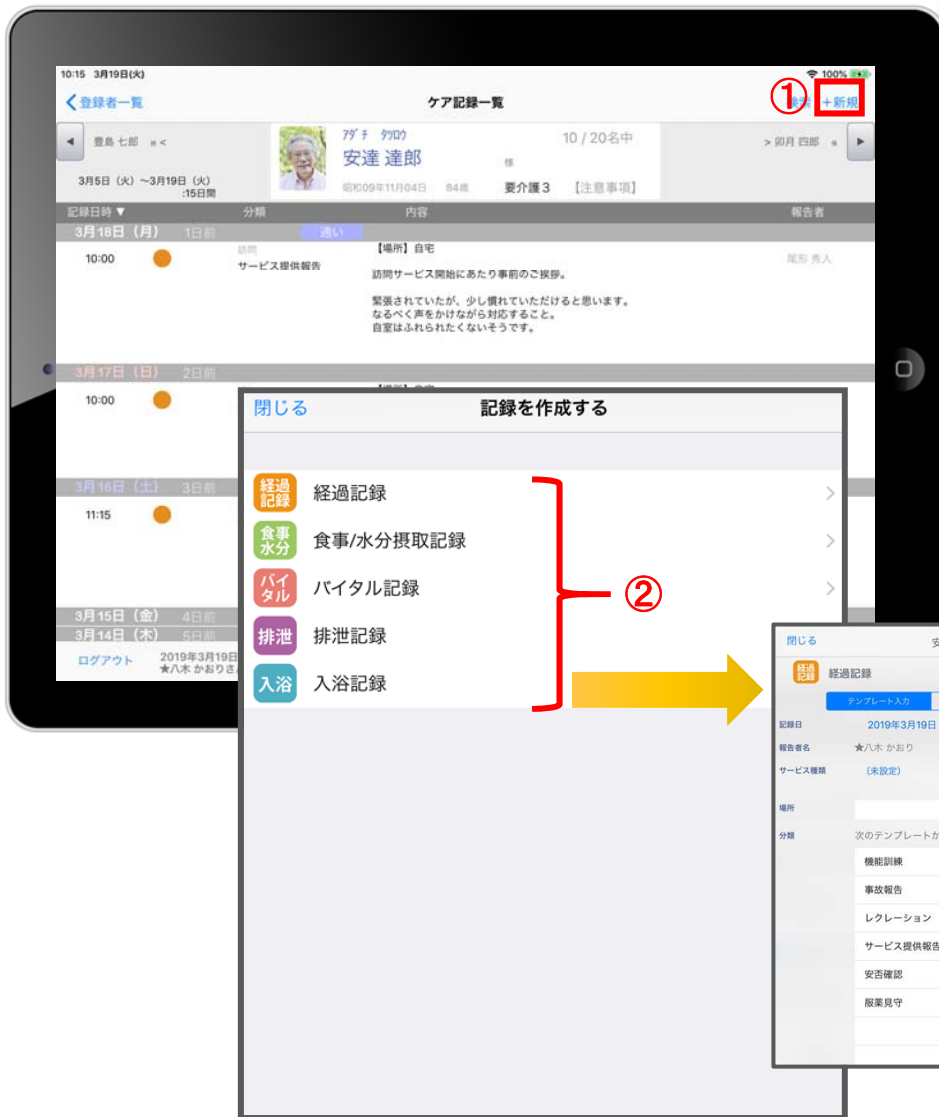 10:15 3月19日(火)
100%
登録者一覧
ケア記録一覧
①
+新規
豊島 七郎
<
ｱﾀﾞﾁ ﾀﾂﾛｳ
安達 達郎
10 / 20名中
様
> 卯月 四郎
3月5日（火）～3月19日（火）
:15日間
昭和09年11月04日
84歳
要介護3
【注意事項】
記録日時▼
分類
内容
報告者
3月18日（月）
1日前
通い
10:00
訪問
サービス提供報告
【場所】自宅
尾形 秀人
訪問サービス開始にあたり事前のご挨拶。
緊張されていたが、少し慣れていただけると思います。
なるべく声をかけながら対応すること。
自室はふれられたくないそうです。
3月17日（日）
2日前
10:00
3月16日（土）
3日前
11:15
3月15日（金）
4日前
3月14日（木）
5日前
ログアウト
2019年3月19日
★八木 かおりさ
閉じる
記録を作成する
経過
記録
経過記録
食事
水分
食事/水分摂取記録
バイ
タル
バイタル記録
排泄
排泄記録
入浴
入浴記録
②
閉じる
経過
記録
経過記録
テンプレート入力
記録日
2019年3月19日
報告者名
★八木 かおり
サービス種類
（未設定）
場所
分類
次のテンプレートか
機能訓練
事故報告
レクレーション
サービス提供報告
安否確認
服薬見守